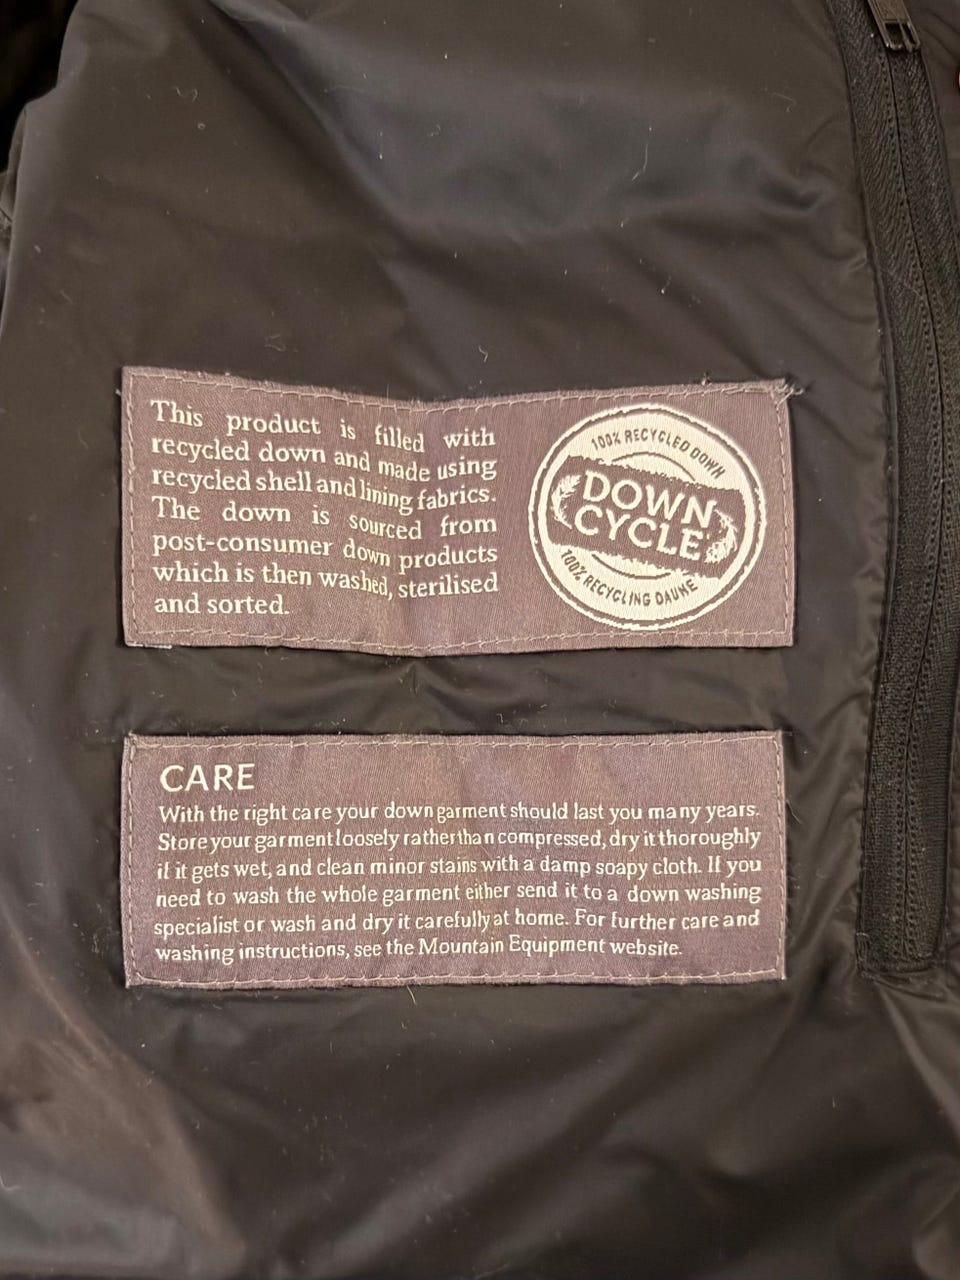 This product is filled with
recycled down and made using
recycled shell and lining fabrics.
The down is sourced from
post-consumer down products
which is then washed, sterilised
and sorted.
100% RECYCLED DOWN
DOWN
CYCLE
100% RECYCLING DAUNE
CARE
With the right care your down garment should last you many years.
Store your garment loosely rather than compressed, dry it thoroughly
if it gets wet, and clean minor stains with a damp soapy cloth. If you
need to wash the whole garment either send it to a down washing
specialist or wash and dry it carefully at home. For further care and
washing instructions, see the Mountain Equipment website.